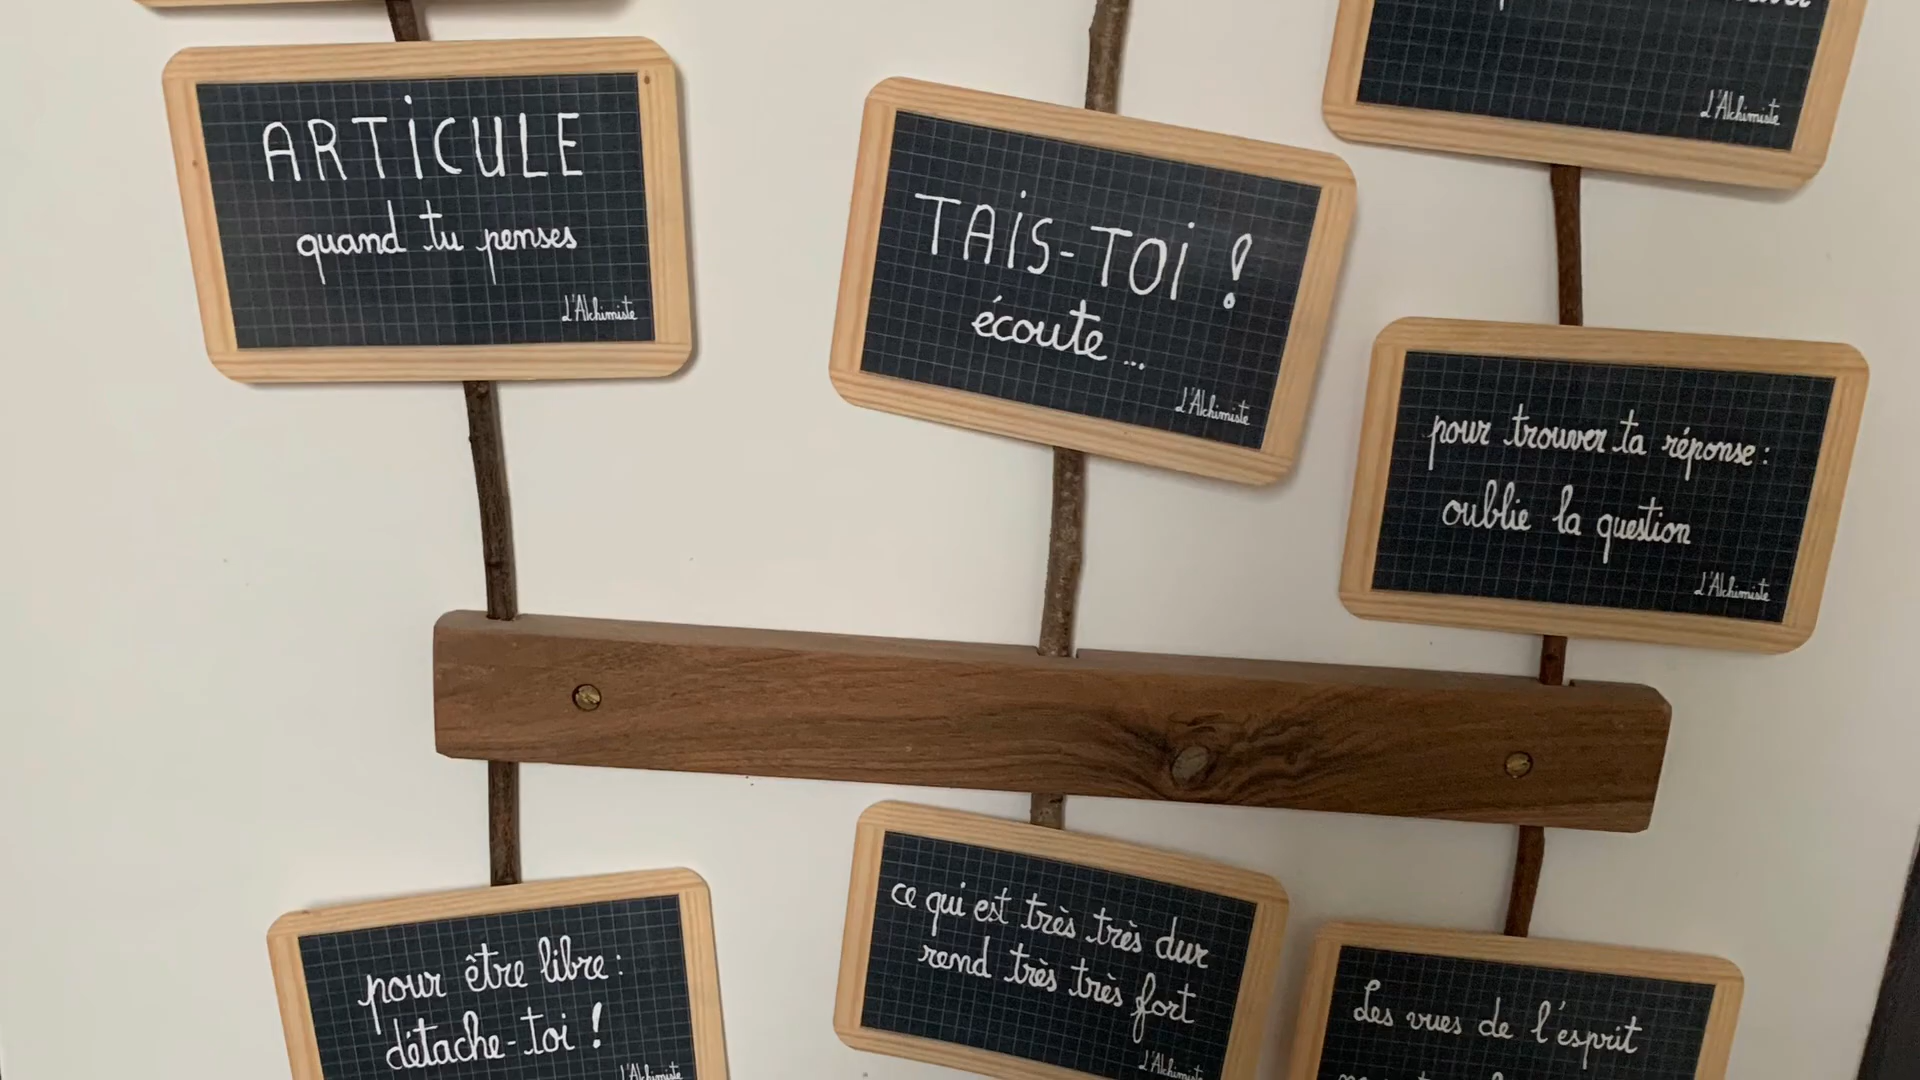 L'Alchimiste
ARTICULE
quand tu penses
L'Alchimiste
TAIS-TOI !
écoute...
L'Alchimiste
pour trouver ta réponse :
oublie la question
L'Alchimiste
pour être libre :
détache-toi !
L'Alchimiste
ce qui est très très dur
rend très très fort
L'Alchimiste
Les vues de l'esprit